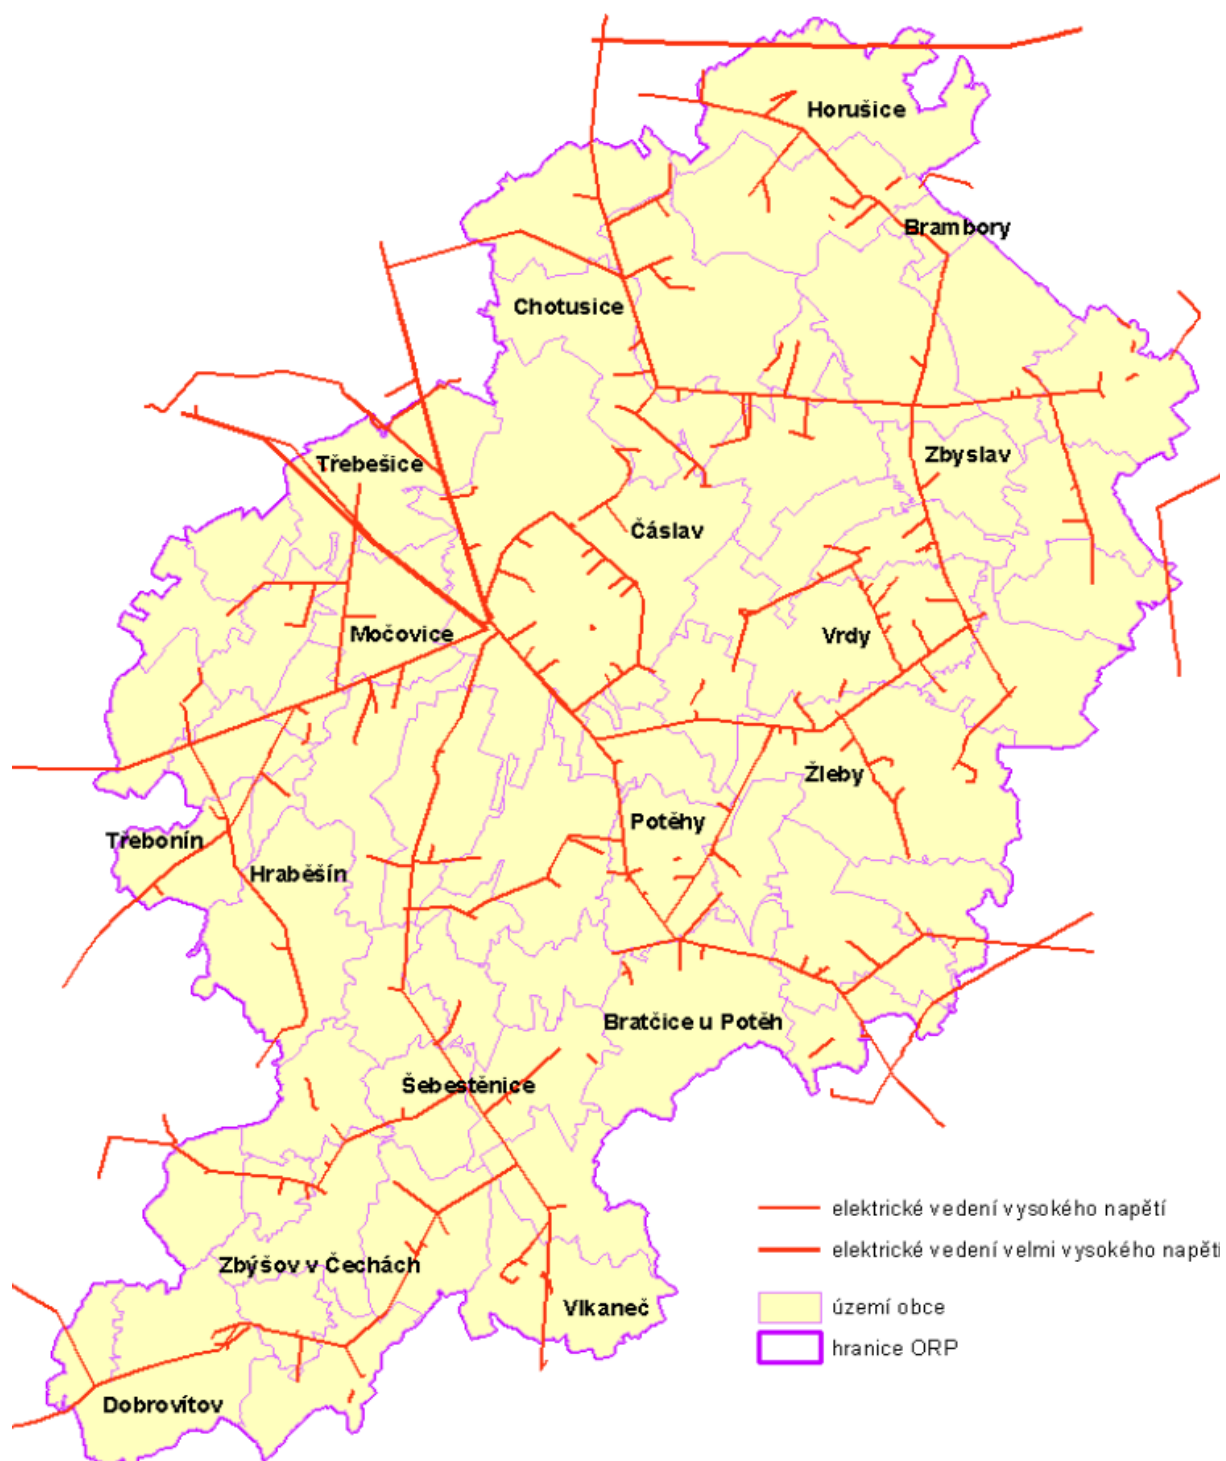 Horušice
Brambory
Chotusice
Třebešice
Zbyslav
Čáslav
Močovice
Vrdy
Žleby
Potěhy
Třebonín
Hraběšín
Bratčice u Potěh
Šebestěnice
elektrické vedení vysokého napětí
elektrické vedení velmi vysokého napětí
Zbýšov v Čechách
území obce
Vlkaneč
hranice ORP
Dobrovítov